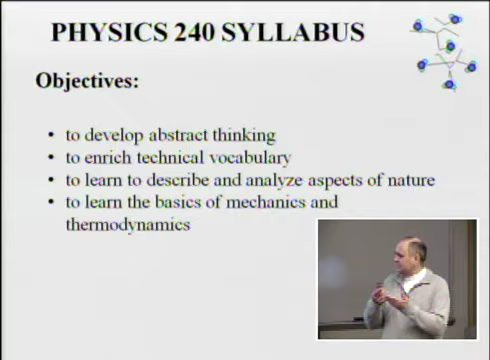 PHYSICS 240 SYLLABUS
Objectives:
• to develop abstract thinking
• to enrich technical vocabulary
• to learn to describe and analyze aspects of nature
• to learn the basics of mechanics and
thermodynamics